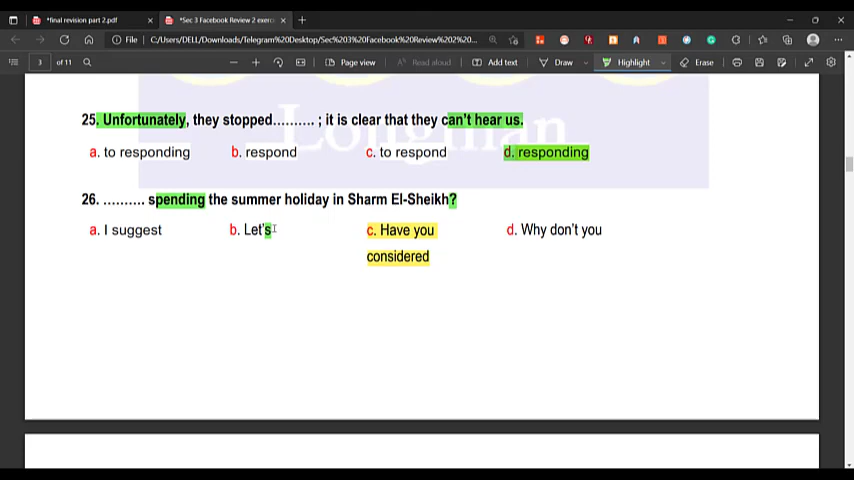 *final revision part 2.pdf
*Sec 3 Facebook Review 2 exerc
File
C:/Users/DELL/Downloads/Telegram%20Desktop/Sec%203%20Facebook%20Review%202%...
3
of 11
Page view
Read aloud
Add text
Draw
Highlight
Erase
Longman
25. Unfortunately, they stopped.......... ; it is clear that they can't hear us.
a. to responding b. respond c. to respond d. responding
26. .......... spending the summer holiday in Sharm El-Sheikh?
a. I suggest b. Let's c. Have you d. Why don't you
considered